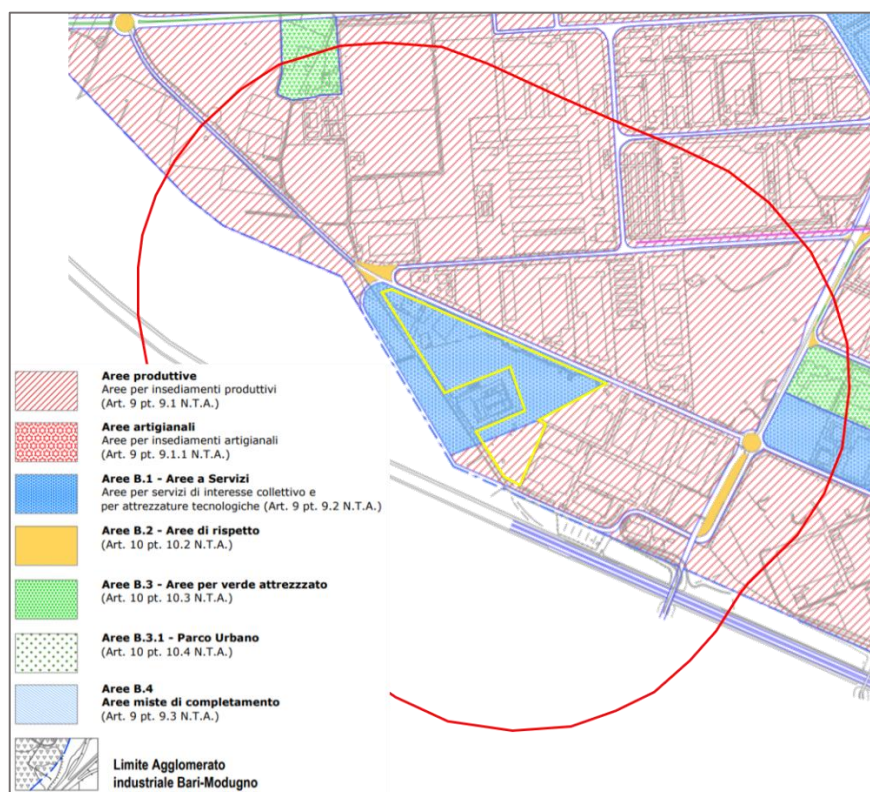 Aree produttive
Aree per insediamenti produttivi
(Art. 9 pt. 9.1 N.T.A.)
Aree artigianali
Aree per insediamenti artigianali
(Art. 9 pt. 9.1.1 N.T.A.)
Aree B.1 - Aree a Servizi
Aree per servizi di interesse collettivo e
per attrezzature tecnologiche (Art. 9 pt. 9.2 N.T.A.)
Aree B.2 - Aree di rispetto
(Art. 10 pt. 10.2 N.T.A.)
Aree B.3 - Aree per verde attrezzzato
(Art. 10 pt. 10.3 N.T.A.)
Aree B.3.1 - Parco Urbano
(Art. 10 pt. 10.4 N.T.A.)
Aree B.4
Aree miste di completamento
(Art. 9 pt. 9.3 N.T.A.)
Limite Agglomerato
industriale Bari-Modugno